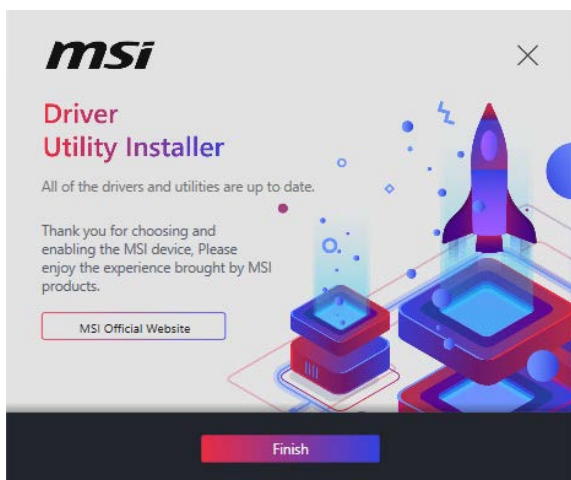 msi
Driver
Utility Installer
All of the drivers and utilities are up to date.
Thank you for choosing and
enabling the MSI device, Please
enjoy the experience brought by MSI
products.
MSI Official Website
Finish